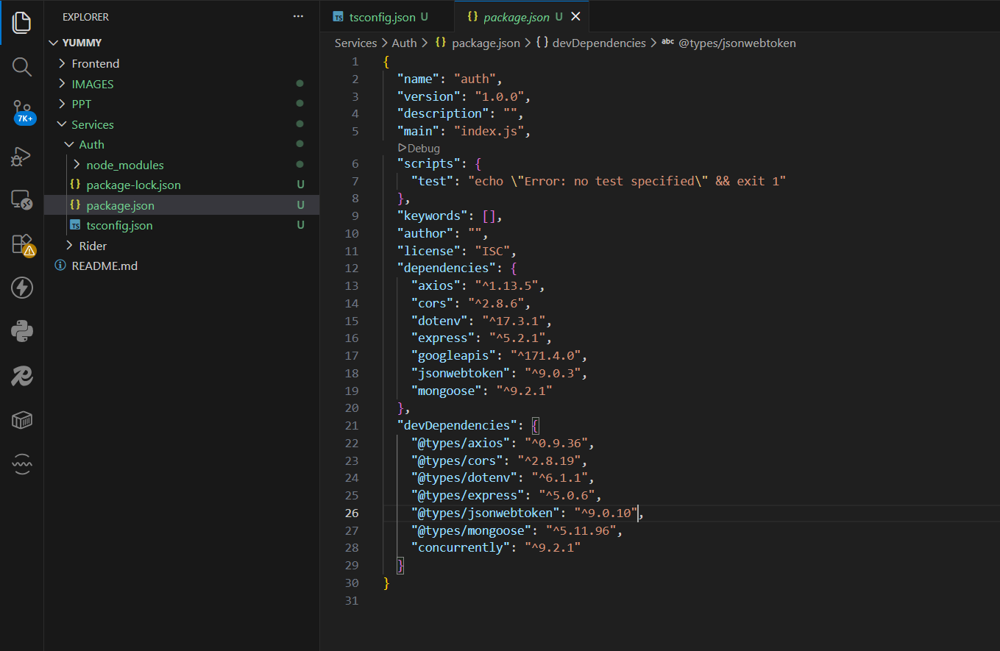 EXPLORER
YUMMY
Frontend
IMAGES
PPT
Services
Auth
node_modules
package-lock.json U
package.json U
tsconfig.json U
Rider
README.md
7K+
TS tsconfig.json U
{} package.json U
Services > Auth > {} package.json > {} devDependencies > abc @types/jsonwebtoken
1 {
2 "name": "auth",
3 "version": "1.0.0",
4 "description": "",
5 "main": "index.js",
Debug
6 "scripts": {
7 "test": "echo \"Error: no test specified\" && exit 1"
8 },
9 "keywords": [],
10 "author": "",
11 "license": "ISC",
12 "dependencies": {
13 "axios": "^1.13.5",
14 "cors": "^2.8.6",
15 "dotenv": "^17.3.1",
16 "express": "^5.2.1",
17 "googleapis": "^171.4.0",
18 "jsonwebtoken": "^9.0.3",
19 "mongoose": "^9.2.1"
20 },
21 "devDependencies": {
22 "@types/axios": "^0.9.36",
23 "@types/cors": "^2.8.19",
24 "@types/dotenv": "^6.1.1",
25 "@types/express": "^5.0.6",
26 "@types/jsonwebtoken": "^9.0.10",
27 "@types/mongoose": "^5.11.96",
28 "concurrently": "^9.2.1"
29 }
30 }
31